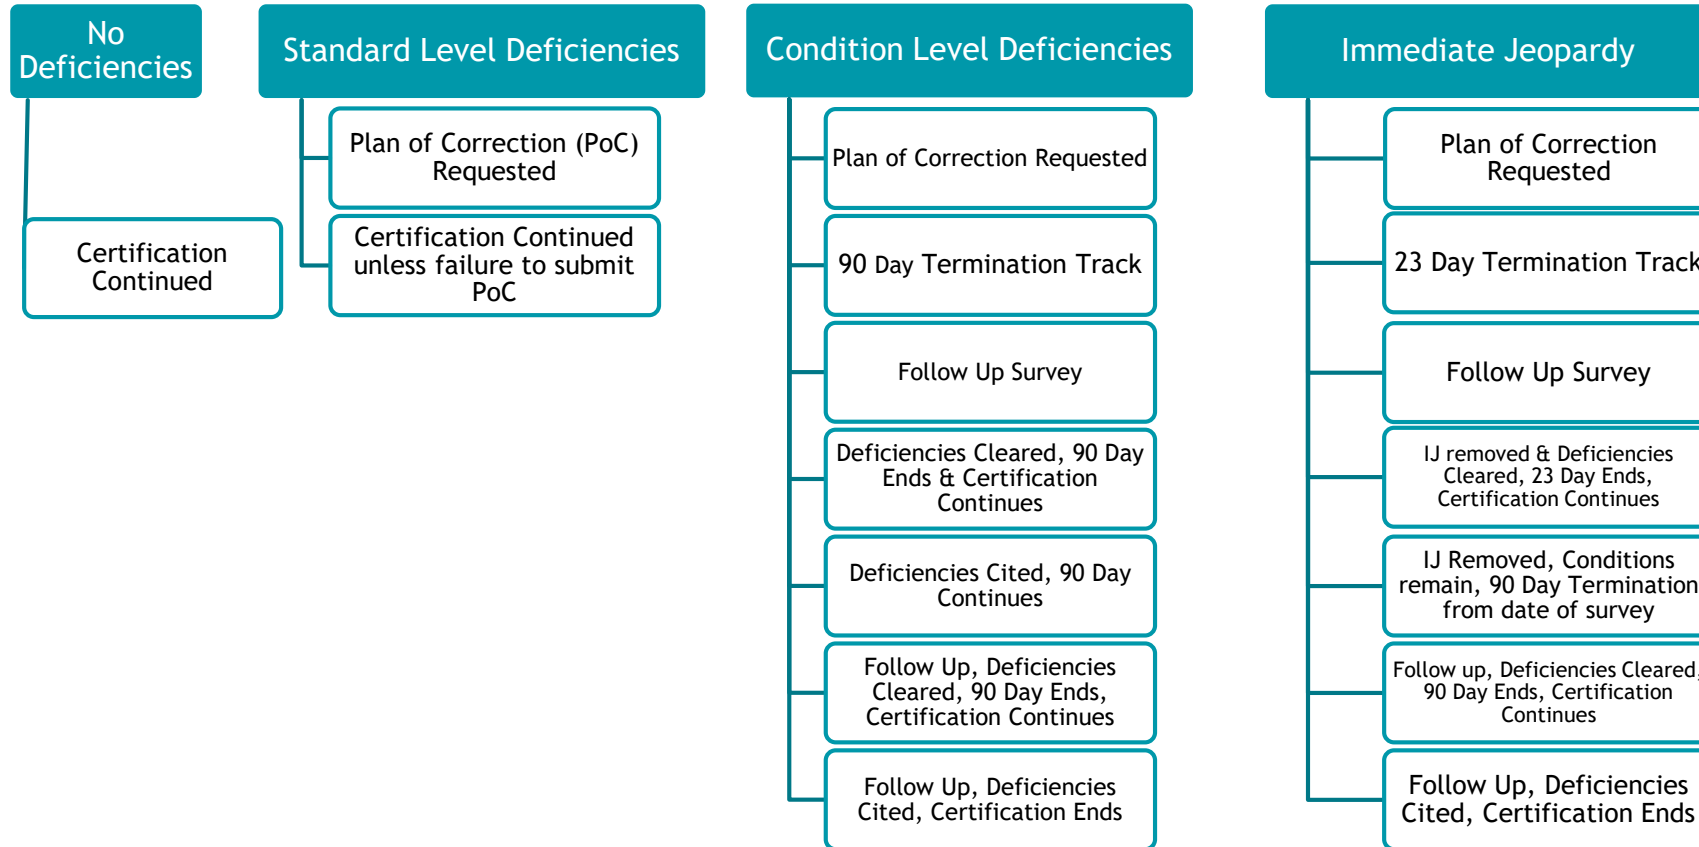 No
Deficiencies
Certification
Continued
Standard Level Deficiencies
Plan of Correction (PoC)
Requested
Certification Continued
unless failure to submit
PoC
Condition Level Deficiencies
Plan of Correction Requested
90 Day Termination Track
Follow Up Survey
Deficiencies Cleared, 90 Day
Ends & Certification
Continues
Deficiencies Cited, 90 Day
Continues
Follow Up, Deficiencies
Cleared, 90 Day Ends,
Certification Continues
Follow Up, Deficiencies
Cited, Certification Ends
Immediate Jeopardy
Plan of Correction
Requested
23 Day Termination Track
Follow Up Survey
IJ removed & Deficiencies
Cleared, 23 Day Ends,
Certification Continues
IJ Removed, Conditions
remain, 90 Day Termination
from date of survey
Follow up, Deficiencies Cleared,
90 Day Ends, Certification
Continues
Follow Up, Deficiencies
Cited, Certification Ends